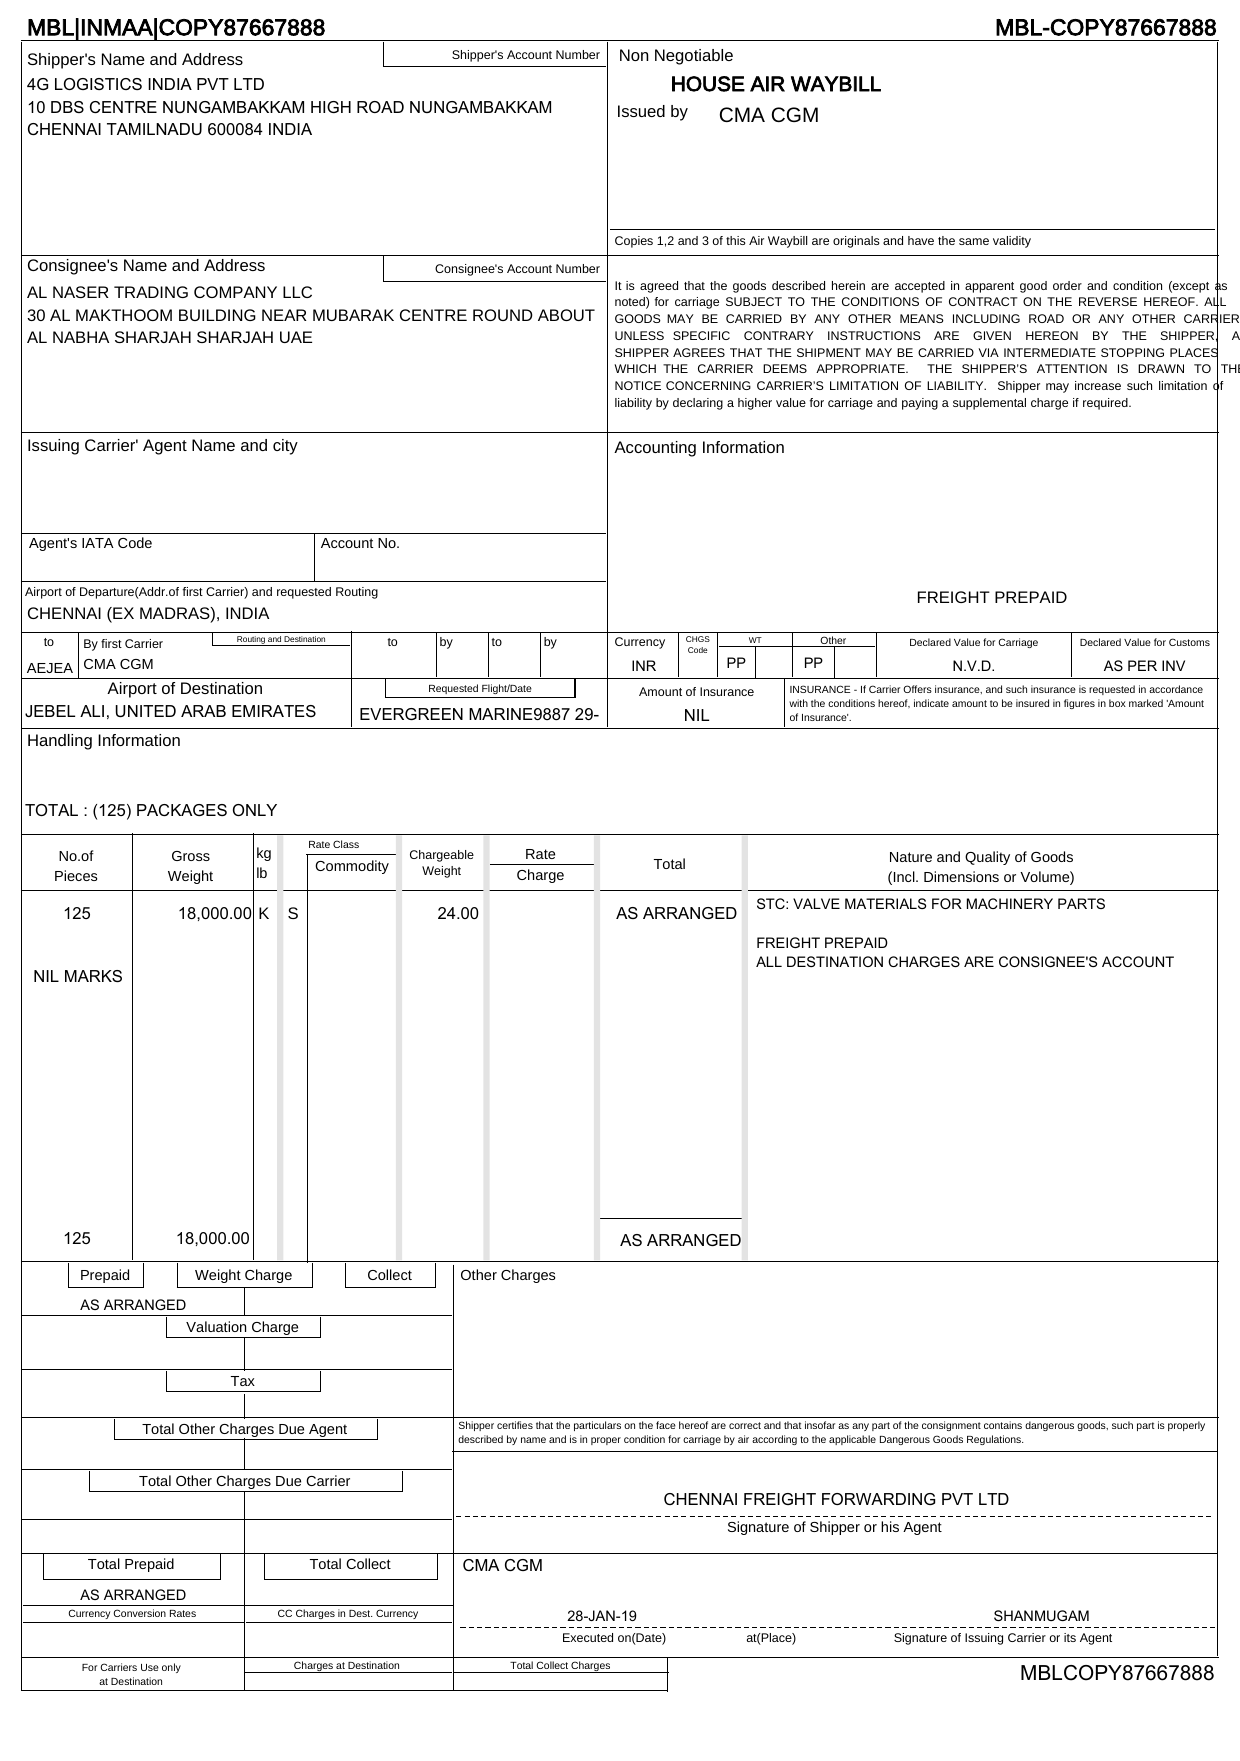 MBL|INMAA|COPY87667888
MBL-COPY87667888
Shipper's Name and Address
Shipper's Account Number
4G LOGISTICS INDIA PVT LTD
10 DBS CENTRE NUNGAMBAKKAM HIGH ROAD NUNGAMBAKKAM
CHENNAI TAMILNADU 600084 INDIA
Non Negotiable
HOUSE AIR WAYBILL
Issued by CMA CGM
Copies 1,2 and 3 of this Air Waybill are originals and have the same validity
Consignee's Name and Address
Consignee's Account Number
AL NASER TRADING COMPANY LLC
30 AL MAKTHOOM BUILDING NEAR MUBARAK CENTRE ROUND ABOUT
AL NABHA SHARJAH SHARJAH UAE
It is agreed that the goods described herein are accepted in apparent good order and condition (except as
noted) for carriage SUBJECT TO THE CONDITIONS OF CONTRACT ON THE REVERSE HEREOF. ALL
GOODS MAY BE CARRIED BY ANY OTHER MEANS INCLUDING ROAD OR ANY OTHER CARRIER
UNLESS SPECIFIC CONTRARY INSTRUCTIONS ARE GIVEN HEREON BY THE SHIPPER, A
SHIPPER AGREES THAT THE SHIPMENT MAY BE CARRIED VIA INTERMEDIATE STOPPING PLACES
WHICH THE CARRIER DEEMS APPROPRIATE. THE SHIPPER'S ATTENTION IS DRAWN TO THE
NOTICE CONCERNING CARRIER'S LIMITATION OF LIABILITY. Shipper may increase such limitation of
liability by declaring a higher value for carriage and paying a supplemental charge if required.
Issuing Carrier' Agent Name and city
Accounting Information
Agent's IATA Code
Account No.
Airport of Departure(Addr.of first Carrier) and requested Routing
CHENNAI (EX MADRAS), INDIA
FREIGHT PREPAID
to
AEJEA
By first Carrier
Routing and Destination
CMA CGM
to
by
to
by
Currency
INR
CHGS
Code
WT
PP
Other
PP
Declared Value for Carriage
N.V.D.
Declared Value for Customs
AS PER INV
Airport of Destination
JEBEL ALI, UNITED ARAB EMIRATES
Requested Flight/Date
EVERGREEN MARINE9887 29-
Amount of Insurance
NIL
INSURANCE - If Carrier Offers insurance, and such insurance is requested in accordance
with the conditions hereof, indicate amount to be insured in figures in box marked 'Amount
of Insurance'.
Handling Information
TOTAL : (125) PACKAGES ONLY
No.of
Pieces
Gross
Weight
kg
lb
Rate Class
Commodity
Chargeable
Weight
Rate
Charge
Total
Nature and Quality of Goods
(Incl. Dimensions or Volume)
125
18,000.00
K
S
24.00
AS ARRANGED
STC: VALVE MATERIALS FOR MACHINERY PARTS
FREIGHT PREPAID
ALL DESTINATION CHARGES ARE CONSIGNEE'S ACCOUNT
NIL MARKS
125
18,000.00
AS ARRANGED
Prepaid
Weight Charge
Collect
Other Charges
AS ARRANGED
Valuation Charge
Tax
Total Other Charges Due Agent
Shipper certifies that the particulars on the face hereof are correct and that insofar as any part of the consignment contains dangerous goods, such part is properly
described by name and is in proper condition for carriage by air according to the applicable Dangerous Goods Regulations.
Total Other Charges Due Carrier
CHENNAI FREIGHT FORWARDING PVT LTD
Signature of Shipper or his Agent
Total Prepaid
Total Collect
CMA CGM
AS ARRANGED
Currency Conversion Rates
CC Charges in Dest. Currency
28-JAN-19
SHANMUGAM
Executed on(Date)
at(Place)
Signature of Issuing Carrier or its Agent
For Carriers Use only
at Destination
Charges at Destination
Total Collect Charges
MBLCOPY87667888